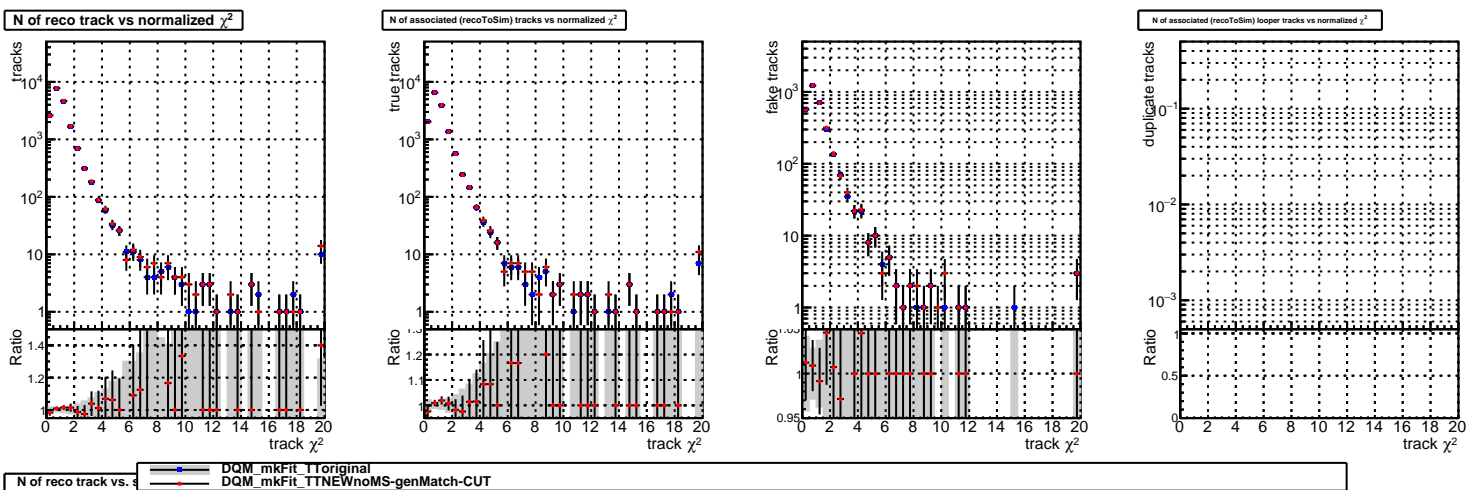 N of reco track vs normalized χ²
tracks
10⁴
10³
10²
10
1
Ratio
1.4
1.2
1
0 2 4 6 8 10 12 14 16 18 20
track χ²
N of associated (recoToSim) tracks vs normalized χ²
true tracks
10⁴
10³
10²
10
1
Ratio
1.3
1.2
1.1
1
0 2 4 6 8 10 12 14 16 18 20
track χ²
fake tracks
10³
10²
10
1
Ratio
1.05
1
0.95
0 2 4 6 8 10 12 14 16 18 20
track χ²
N of associated (recoToSim) looper tracks vs normalized χ²
duplicate tracks
10⁻¹
10⁻²
10⁻³
Ratio
1
0.5
0
0 2 4 6 8 10 12 14 16 18 20
track χ²
N of reco track vs.
DQM_mkFit_TToriginal
DQM_mkFit_TTNEWnoMS-genMatch-CUT